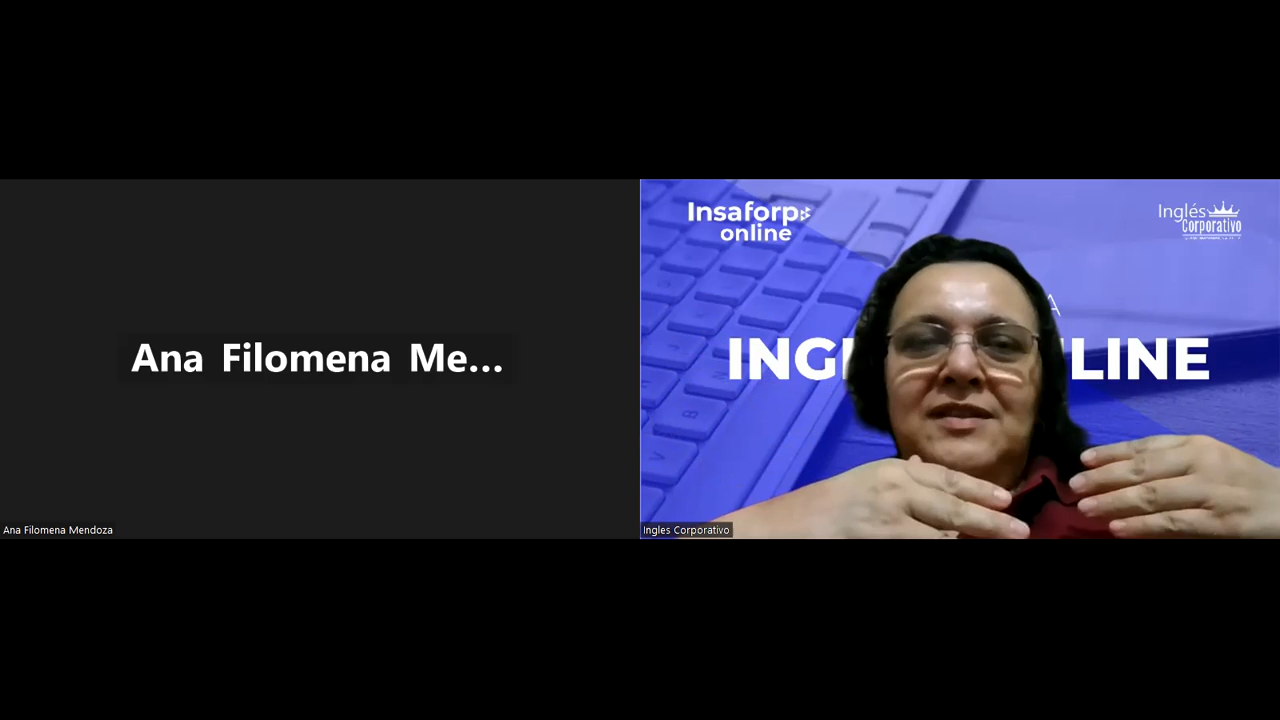 Ana Filomena Me...
Ana Filomena Mendoza
Insaforp
online
Inglés
Corporativo
A
INGL
LINE
Ingles Corporativo